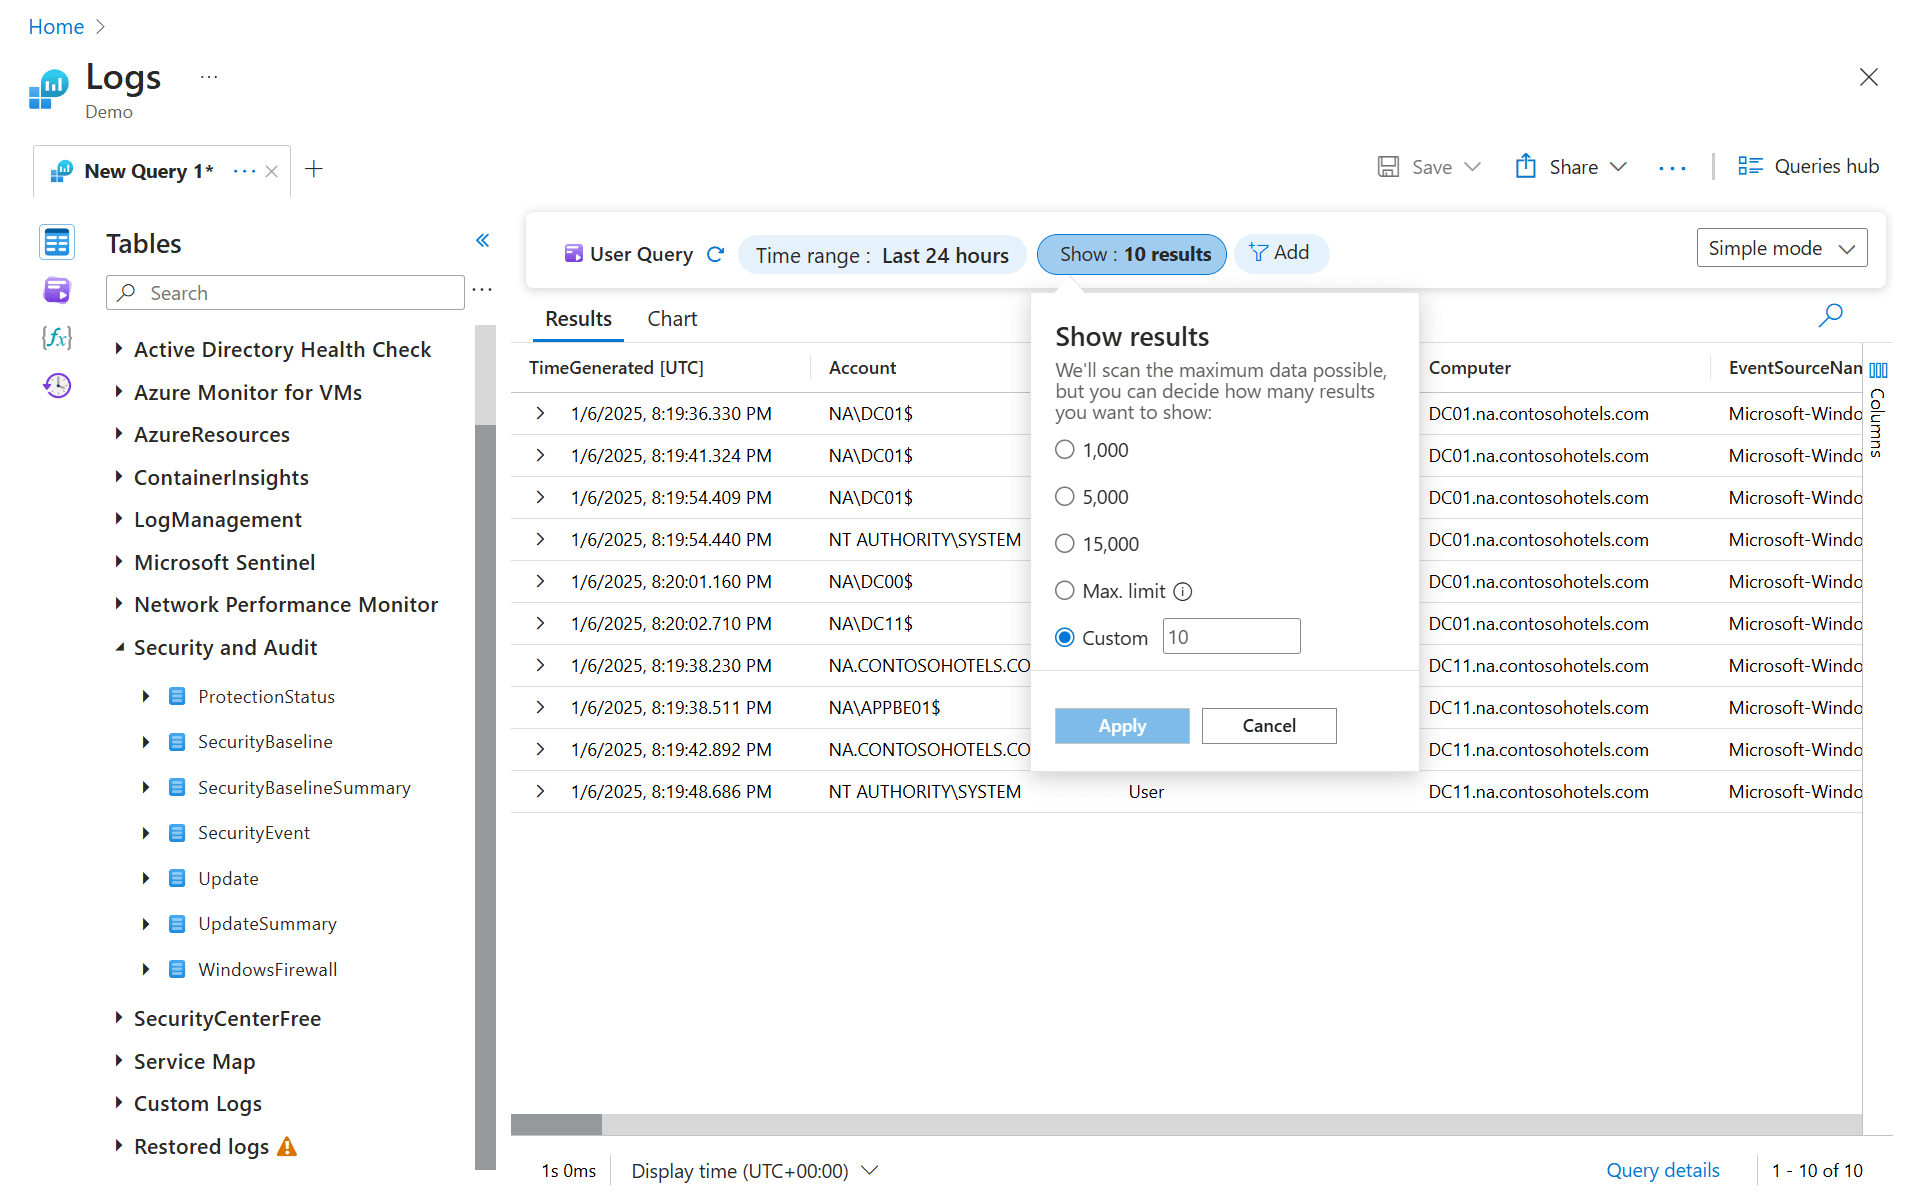 Home
Logs ...
Demo
New Query 1* ...
Save
Share
...
Queries hub
Tables
Search
...
Active Directory Health Check
Azure Monitor for VMs
AzureResources
ContainerInsights
LogManagement
Microsoft Sentinel
Network Performance Monitor
Security and Audit
ProtectionStatus
SecurityBaseline
SecurityBaselineSummary
SecurityEvent
Update
UpdateSummary
WindowsFirewall
SecurityCenterFree
Service Map
Custom Logs
Restored logs
User Query
Time range : Last 24 hours
Show : 10 results
Add
Simple mode
Results Chart
TimeGenerated [UTC] Account Computer EventSourceNan
1/6/2025, 8:19:36.330 PM NA\DC01$ DC01.na.contosohotels.com Microsoft-Windo
1/6/2025, 8:19:41.324 PM NA\DC01$ DC01.na.contosohotels.com Microsoft-Windo
1/6/2025, 8:19:54.409 PM NA\DC01$ DC01.na.contosohotels.com Microsoft-Windo
1/6/2025, 8:19:54.440 PM NT AUTHORITY\SYSTEM DC01.na.contosohotels.com Microsoft-Windo
1/6/2025, 8:20:01.160 PM NA\DC00$ DC01.na.contosohotels.com Microsoft-Windo
1/6/2025, 8:20:02.710 PM NA\DC11$ DC01.na.contosohotels.com Microsoft-Windo
1/6/2025, 8:19:38.230 PM NA.CONTOSOHOTELS.CO DC11.na.contosohotels.com Microsoft-Windo
1/6/2025, 8:19:38.511 PM NA\APPBE01$ DC11.na.contosohotels.com Microsoft-Windo
1/6/2025, 8:19:42.892 PM NA.CONTOSOHOTELS.CO DC11.na.contosohotels.com Microsoft-Windo
1/6/2025, 8:19:48.686 PM NT AUTHORITY\SYSTEM User DC11.na.contosohotels.com Microsoft-Windo
Columns
Show results
We'll scan the maximum data possible,
but you can decide how many results
you want to show:
1,000
5,000
15,000
Max. limit
Custom 10
Apply Cancel
1s 0ms Display time (UTC+00:00) Query details 1 - 10 of 10